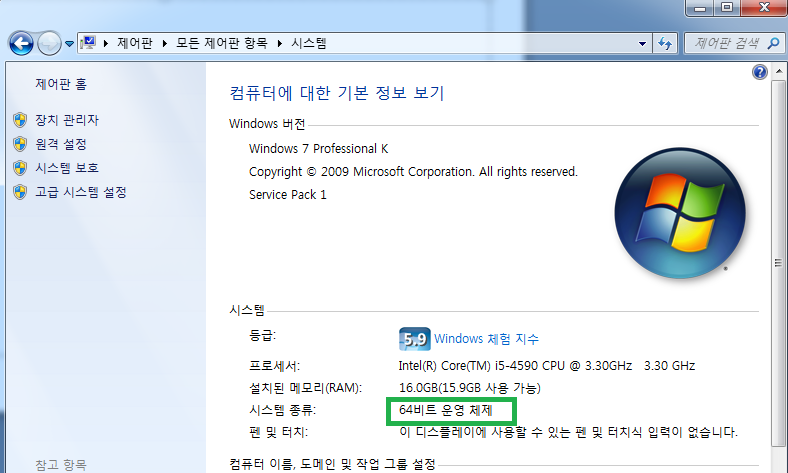 제어판 ▸ 모든 제어판 항목 ▸ 시스템
제어판 검색
제어판 홈
장치 관리자
원격 설정
시스템 보호
고급 시스템 설정
참고 항목
컴퓨터에 대한 기본 정보 보기
Windows 버전
Windows 7 Professional K
Copyright © 2009 Microsoft Corporation. All rights reserved.
Service Pack 1
시스템
등급: 5.9 Windows 체험 지수
프로세서: Intel(R) Core(TM) i5-4590 CPU @ 3.30GHz 3.30 GHz
설치된 메모리(RAM): 16.0GB(15.9GB 사용 가능)
시스템 종류: 64비트 운영 체제
펜 및 터치: 이 디스플레이에 사용할 수 있는 펜 및 터치식 입력이 없습니다.
컴퓨터 이름, 도메인 및 작업 그룹 설정